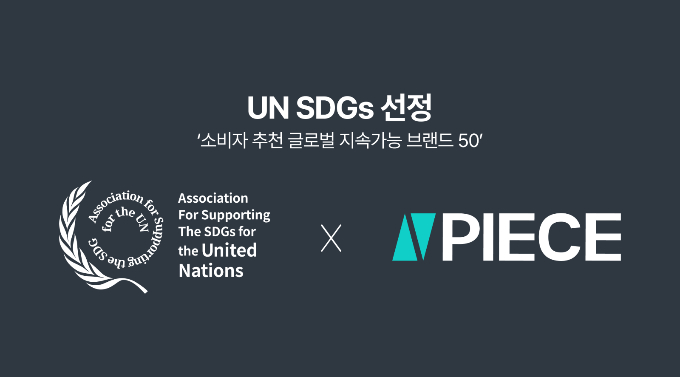 UN SDGs 선정
‘소비자 추천 글로벌 지속가능 브랜드 50’
Association for Supporting the SDG
for the UN
Association
For Supporting
The SDGs for
the United
Nations
X
PIECE